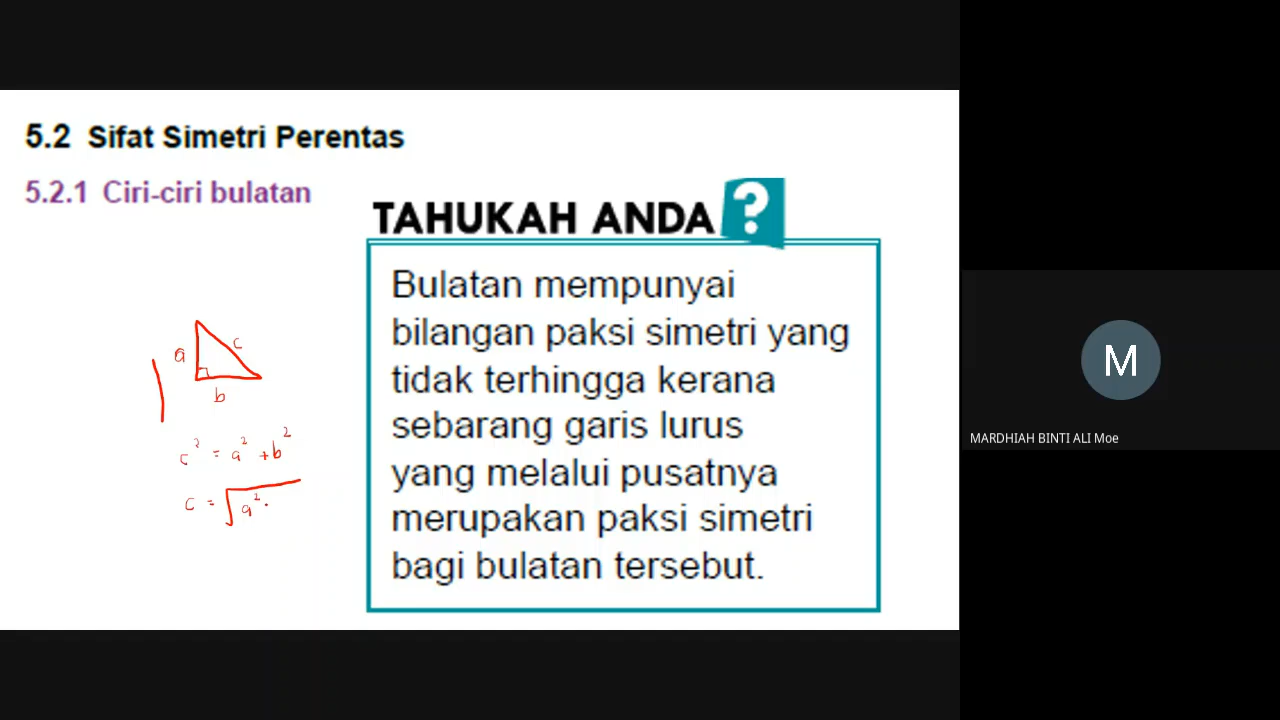 5.2 Sifat Simetri Perentas
5.2.1 Ciri-ciri bulatan
TAHUKAH ANDA ?
Bulatan mempunyai
bilangan paksi simetri yang
tidak terhingga kerana
sebarang garis lurus
yang melalui pusatnya
merupakan paksi simetri
bagi bulatan tersebut.
a
c
b
c² = a² + b²
c = √a²
M
MARDHIAH BINTI ALI Moe